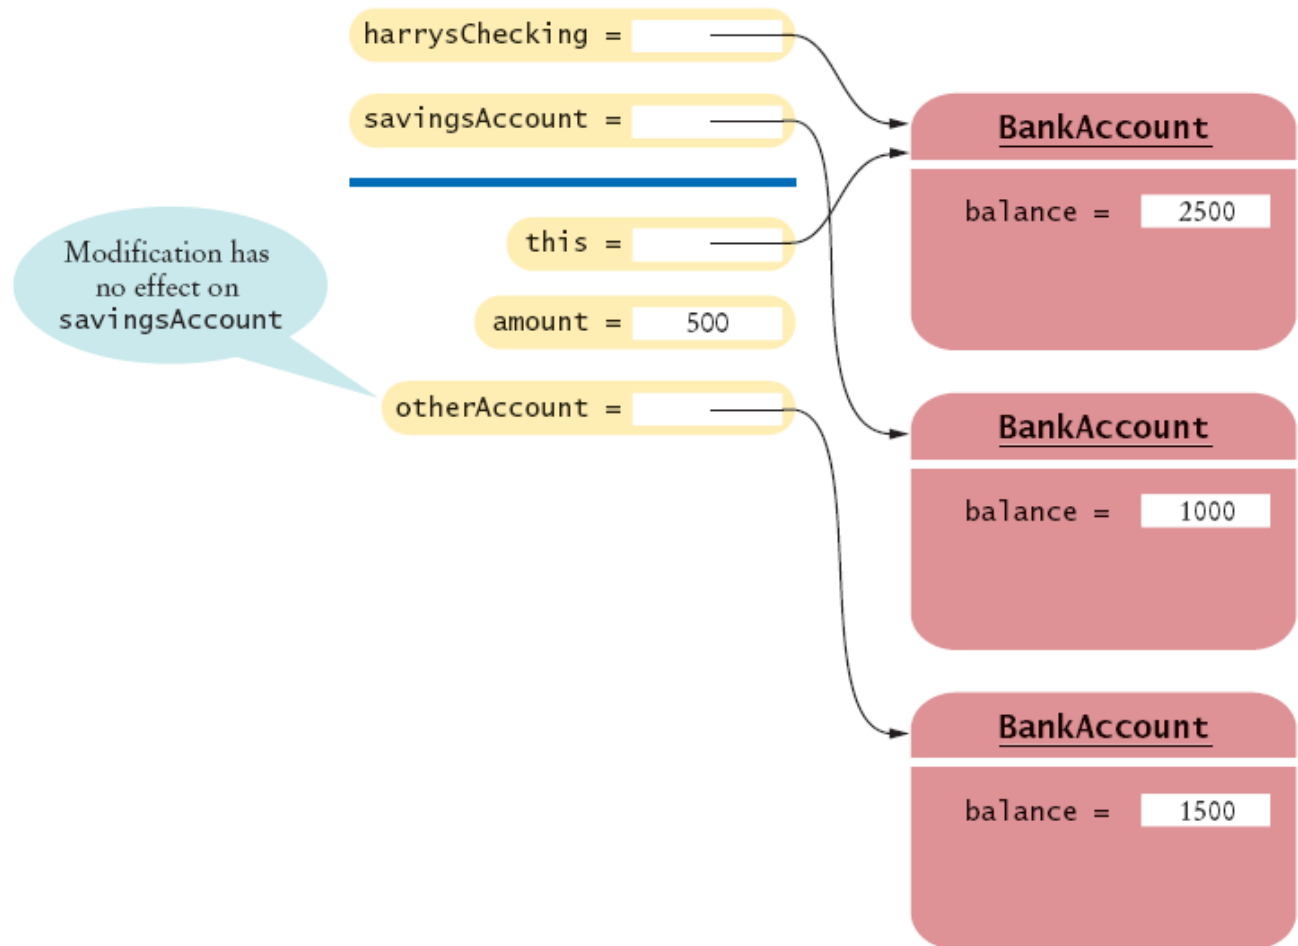 harrysChecking =
savingsAccount =
this =
amount = 500
otherAccount =
Modification has
no effect on
savingsAccount
BankAccount
balance = 2500
BankAccount
balance = 1000
BankAccount
balance = 1500